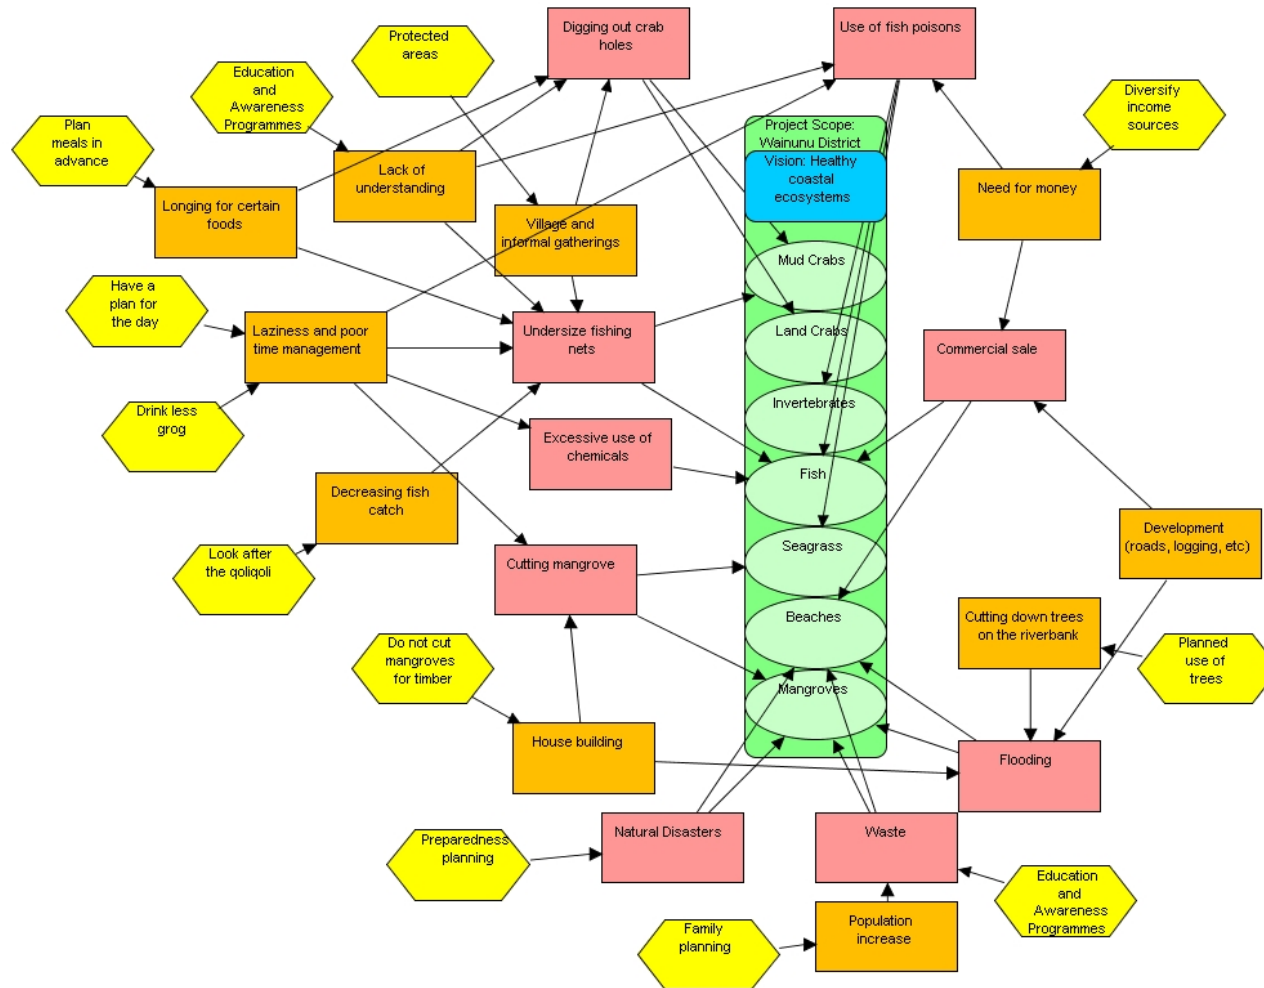 Digging out crab
holes
Use of fish poisons
Protected
areas
Education
and
Awareness
Programmes
Diversify
income
sources
Plan
meals in
advance
Project Scope:
Wainunu District
Vision: Healthy
coastal
ecosystems
Lack of
understanding
Need for money
Longing for certain
foods
Village and
informal gatherings
Mud Crabs
Have a
plan for
the day
Laziness and poor
time management
Undersize fishing
nets
Land Crabs
Commercial sale
Invertebrates
Drink less
grog
Excessive use of
chemicals
Fish
Decreasing fish
catch
Development
(roads, logging, etc)
Look after
the qoliqoli
Cutting mangrove
Seagrass
Beaches
Cutting down trees
on the riverbank
Do not cut
mangroves
for timber
Planned
use of
trees
Mangroves
House building
Flooding
Preparedness
planning
Natural Disasters
Waste
Education
and
Awareness
Programmes
Family
planning
Population
increase